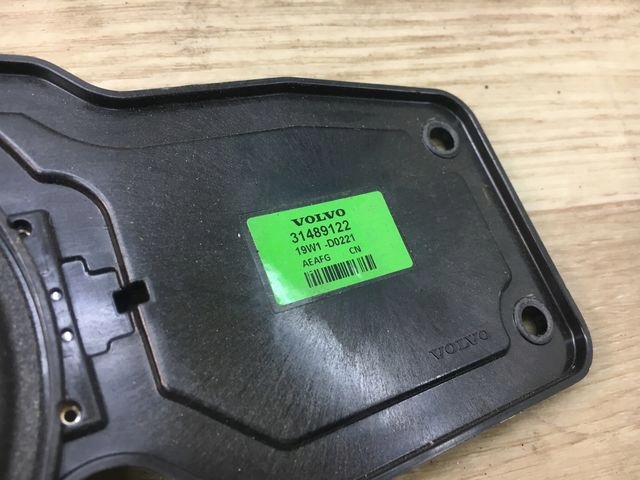 VOLVO
31489122
19W1 -D0221
AEAFG CN
VOLVO